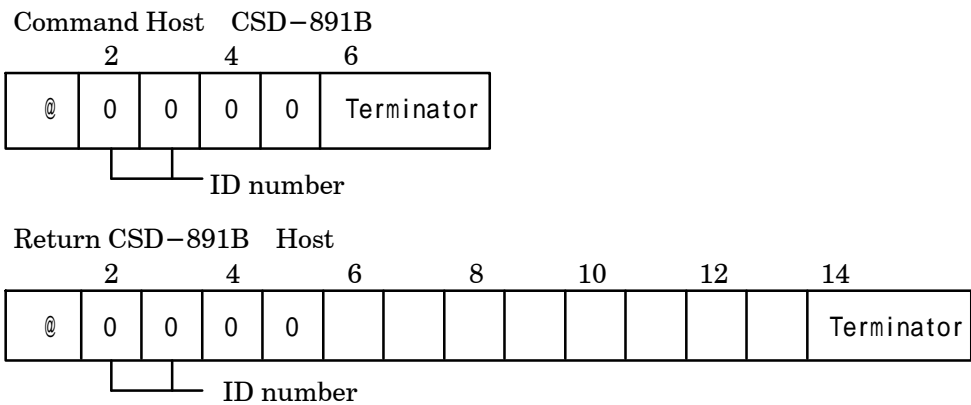 Command Host CSD−891B
2 4 6
@ 0 0 0 0 Terminator
ID number
Return CSD−891B Host
2 4 6 8 10 12 14
@ 0 0 0 0 Terminator
ID number